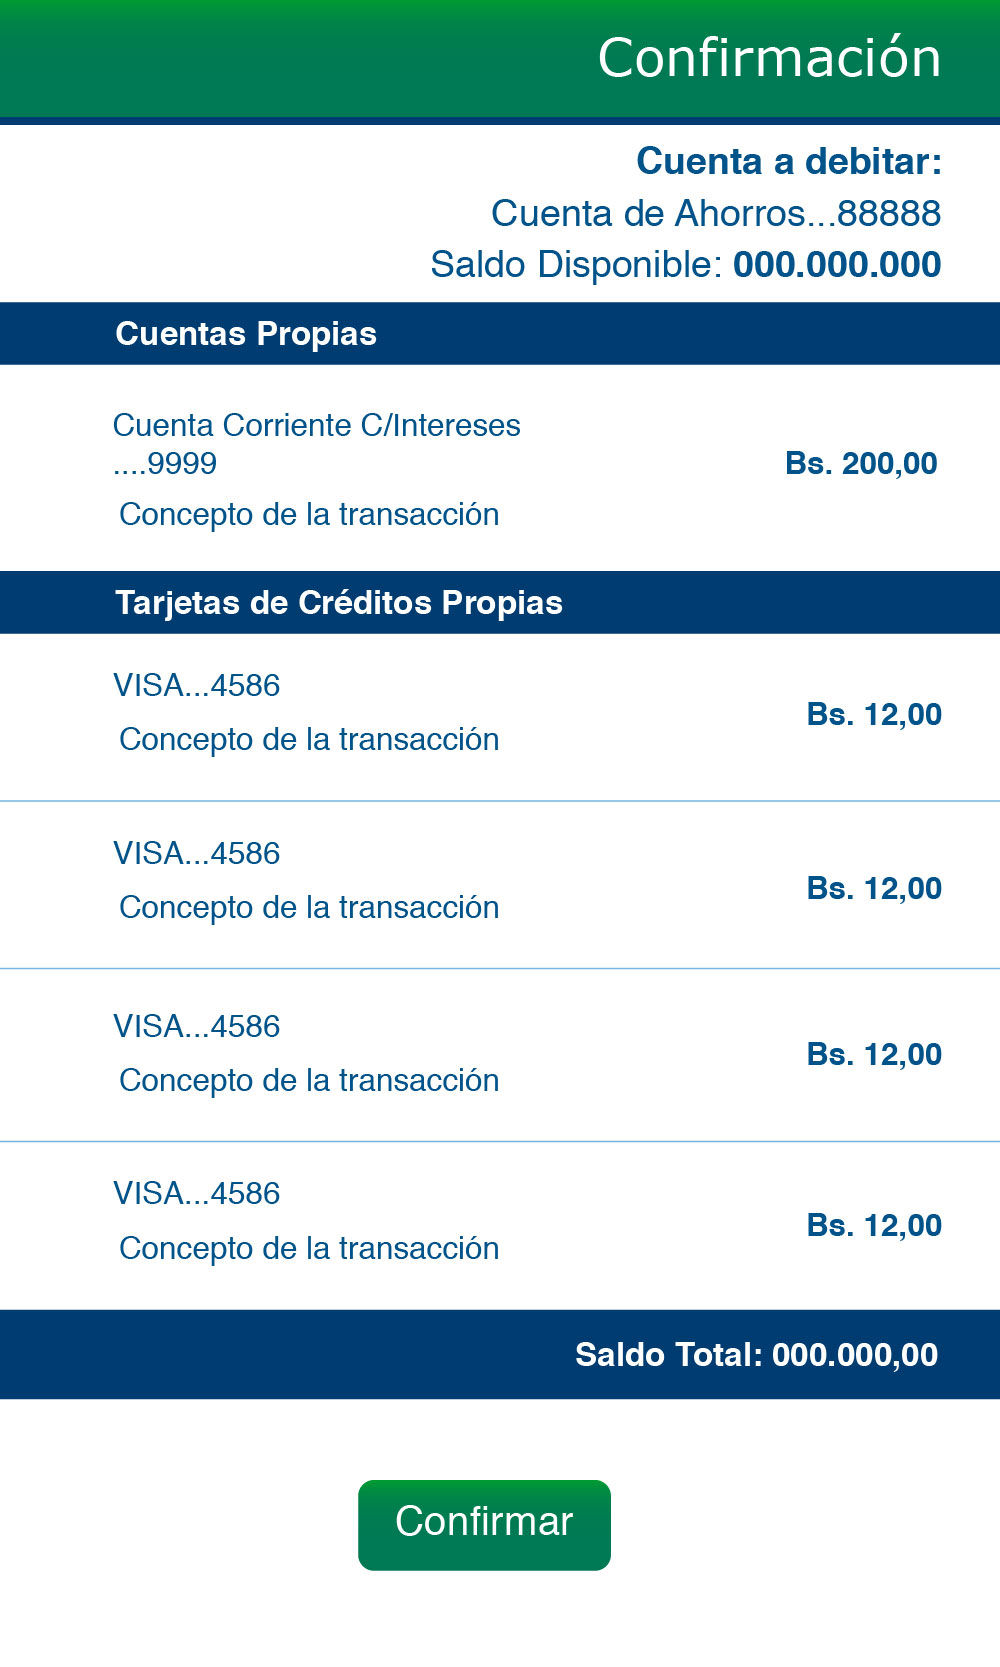 Confirmación
Cuenta a debitar:
Cuenta de Ahorros...88888
Saldo Disponible: 000.000.000
Cuentas Propias
Cuenta Corriente C/Intereses
....9999
Bs. 200,00
Concepto de la transacción
Tarjetas de Créditos Propias
VISA...4586
Bs. 12,00
Concepto de la transacción
VISA...4586
Bs. 12,00
Concepto de la transacción
VISA...4586
Bs. 12,00
Concepto de la transacción
VISA...4586
Bs. 12,00
Concepto de la transacción
Saldo Total: 000.000,00
Confirmar